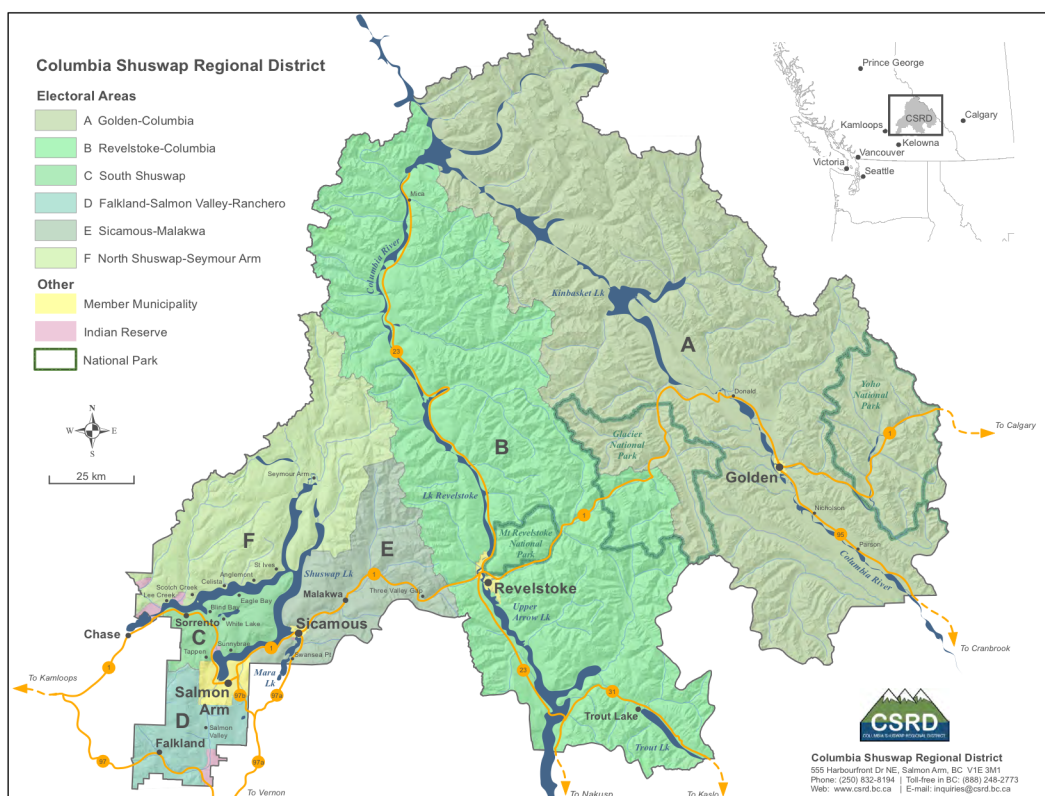 Columbia Shuswap Regional District
Electoral Areas
A Golden-Columbia
B Revelstoke-Columbia
C South Shuswap
D Falkland-Salmon Valley-Ranchero
E Sicamous-Malakwa
F North Shuswap-Seymour Arm
Other
Member Municipality
Indian Reserve
National Park
N
W E
S
25 km
Prince George
CSRD
Calgary
Kamloops
Kelowna
Vancouver
Victoria
Seattle
Mica
Columbia River
23
Kinbasket Lk
A
Donald
Yoho
National
Park
1
To Calgary
Glacier
National
Park
B
Golden
Seymour Arm
Lk Revelstoke
1
Nicholson
95
Parson
Columbia
River
To Cranbrook
F
E
Mt Revelstoke
National
Park
St Ives
Anglemont
Celista
Scotch Creek
Lee Creek
Shuswap Lk
1
Malakwa
Three Valley Gap
Revelstoke
Eagle Bay
Blind Bay
White Lake
Sorrento
Chase
C
Sicamous
Upper
Arrow Lk
Sunnybrae
Tappen
1
Swansea Pt
Mara
Lk
1
To Kamloops
Salmon
Arm
97b
97a
23
31
Trout Lake
Trout Lk
D
Salmon
Valley
Falkland
97
97a
To Vernon
To Nakusp
To Kaslo
CSRD
COLUMBIA SHUSWAP REGIONAL DISTRICT
Columbia Shuswap Regional District
555 Harbourfront Dr NE, Salmon Arm, BC V1E 3M1
Phone: (250) 832-8194 | Toll-free in BC: (888) 248-2773
Web: www.csrd.bc.ca | E-mail: inquiries@csrd.bc.ca